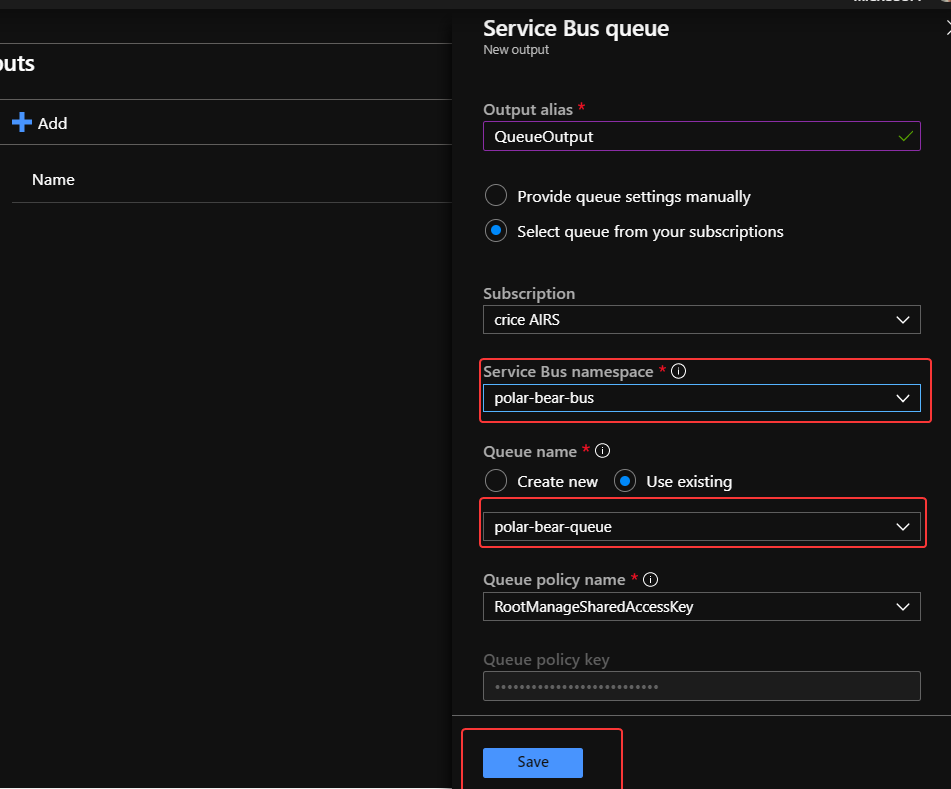 Service Bus queue
New output
uts
Add
Name
Output alias *
QueueOutput
Provide queue settings manually
Select queue from your subscriptions
Subscription
crice AIRS
Service Bus namespace *
polar-bear-bus
Queue name *
Create new Use existing
polar-bear-queue
Queue policy name *
RootManageSharedAccessKey
Queue policy key
•••••••••••••••••••••••••••
Save